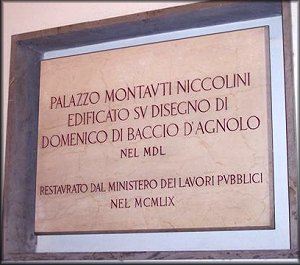 PALAZZO MONTAVTI NICCOLINI
EDIFICATO SV DISEGNO DI
DOMENICO DI BACCIO D'AGNOLO
NEL MDL
RESTAVRATO DAL MINISTERO DEI LAVORI PVBBLICI
NEL MCMLIX